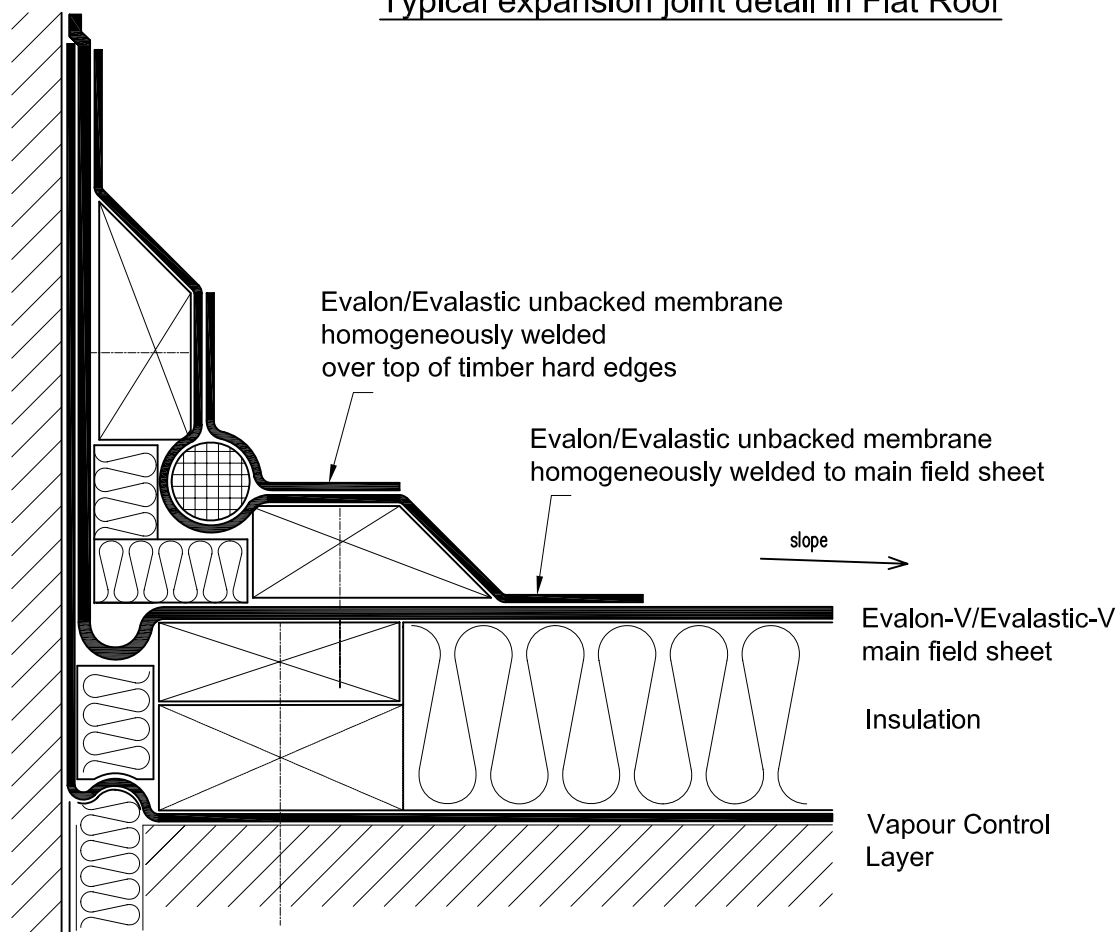 Typical expansion joint detail in Flat Roof
Evalon/Evalastic unbacked membrane
homogeneously welded
over top of timber hard edges
Evalon/Evalastic unbacked membrane
homogeneously welded to main field sheet
slope
Evalon-V/Evalastic-V
main field sheet
Insulation
Vapour Control
Layer